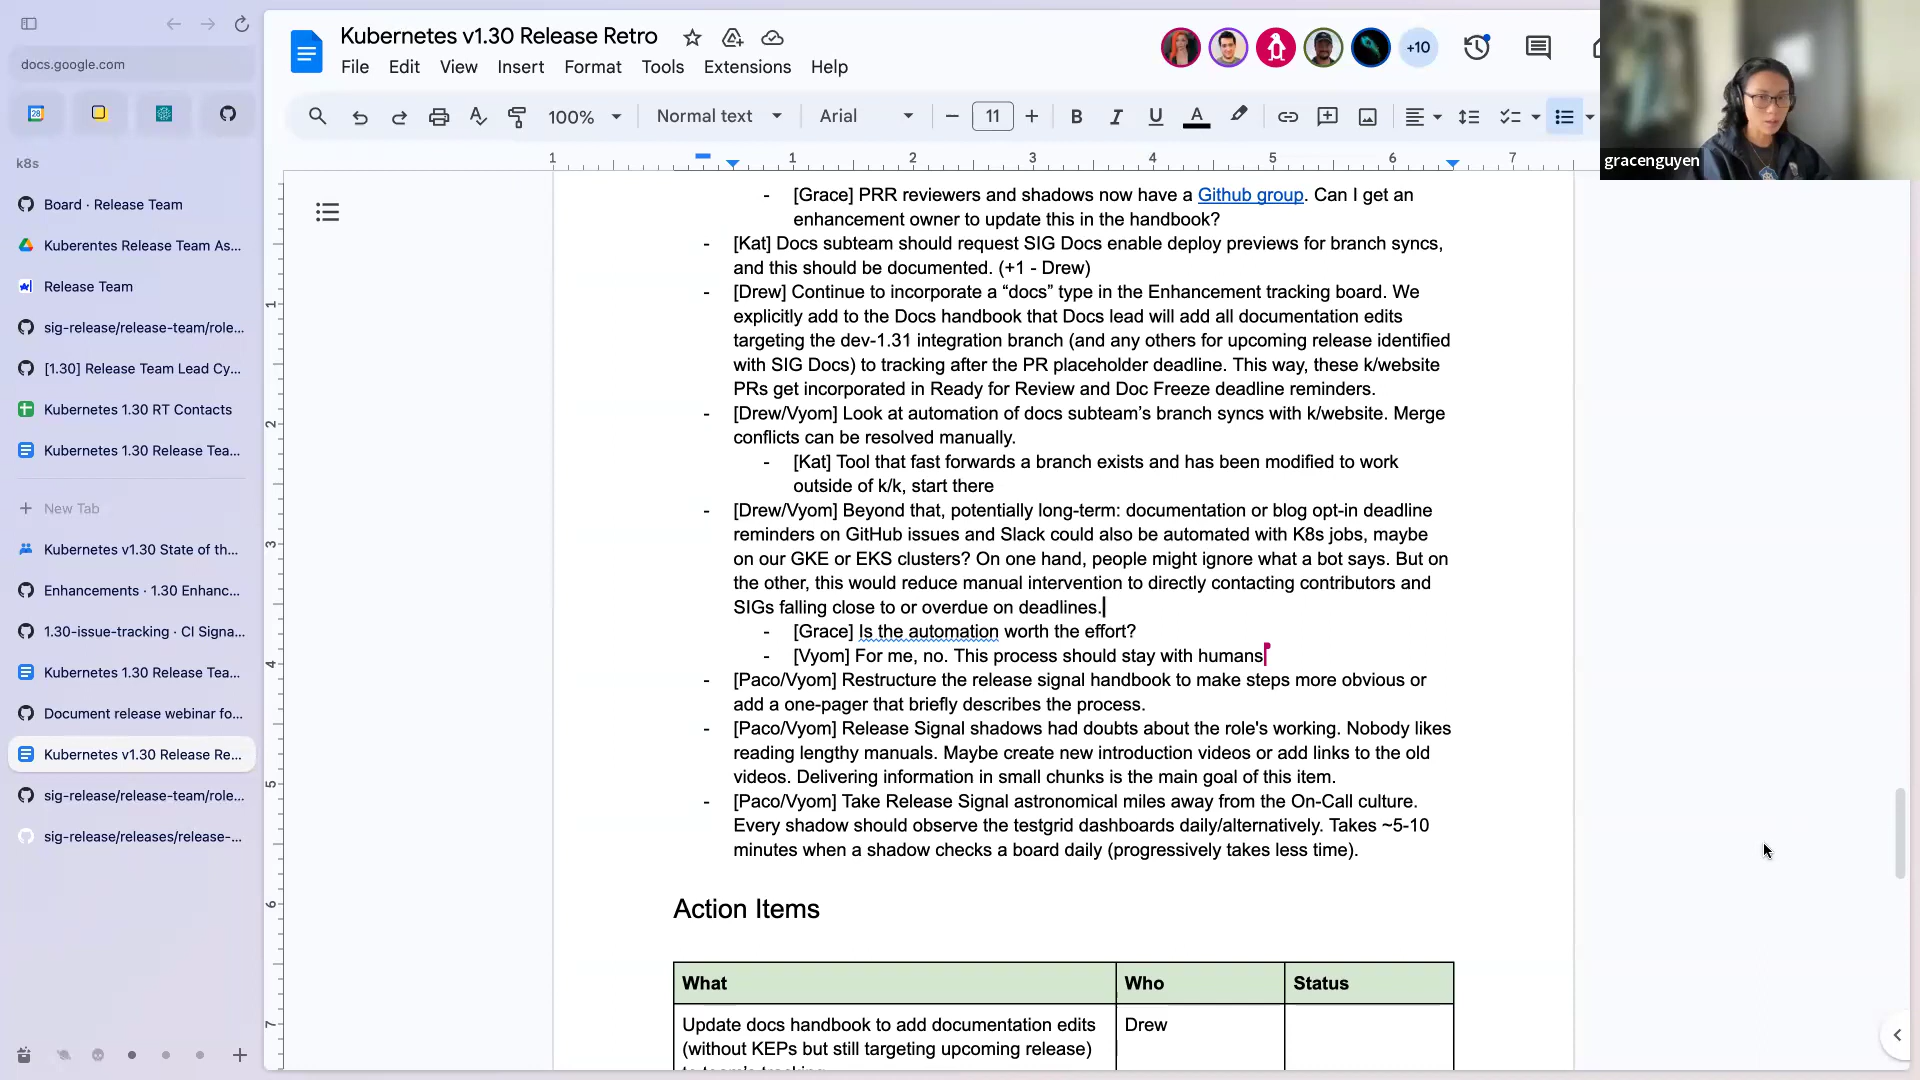 docs.google.com
28
k8s
Board · Release Team
Kuberentes Release Team As...
Release Team
sig-release/release-team/role...
[1.30] Release Team Lead Cy...
Kubernetes 1.30 RT Contacts
Kubernetes 1.30 Release Tea...
New Tab
Kubernetes v1.30 State of th...
Enhancements · 1.30 Enhanc...
1.30-issue-tracking · CI Signa...
Kubernetes 1.30 Release Tea...
Document release webinar fo...
Kubernetes v1.30 Release Re...
sig-release/release-team/role...
sig-release/releases/release-...
Kubernetes v1.30 Release Retro
File Edit View Insert Format Tools Extensions Help
+10
100% Normal text Arial 11 B I U A
1 1 2 3 4 5 6 7
1
2
3
4
5
6
7
gracenguyen
- [Grace] PRR reviewers and shadows now have a Github group. Can I get an
enhancement owner to update this in the handbook?
- [Kat] Docs subteam should request SIG Docs enable deploy previews for branch syncs,
and this should be documented. (+1 - Drew)
- [Drew] Continue to incorporate a “docs” type in the Enhancement tracking board. We
explicitly add to the Docs handbook that Docs lead will add all documentation edits
targeting the dev-1.31 integration branch (and any others for upcoming release identified
with SIG Docs) to tracking after the PR placeholder deadline. This way, these k/website
PRs get incorporated in Ready for Review and Doc Freeze deadline reminders.
- [Drew/Vyom] Look at automation of docs subteam’s branch syncs with k/website. Merge
conflicts can be resolved manually.
- [Kat] Tool that fast forwards a branch exists and has been modified to work
outside of k/k, start there
- [Drew/Vyom] Beyond that, potentially long-term: documentation or blog opt-in deadline
reminders on GitHub issues and Slack could also be automated with K8s jobs, maybe
on our GKE or EKS clusters? On one hand, people might ignore what a bot says. But on
the other, this would reduce manual intervention to directly contacting contributors and
SIGs falling close to or overdue on deadlines.
- [Grace] Is the automation worth the effort?
- [Vyom] For me, no. This process should stay with humans
- [Paco/Vyom] Restructure the release signal handbook to make steps more obvious or
add a one-pager that briefly describes the process.
- [Paco/Vyom] Release Signal shadows had doubts about the role's working. Nobody likes
reading lengthy manuals. Maybe create new introduction videos or add links to the old
videos. Delivering information in small chunks is the main goal of this item.
- [Paco/Vyom] Take Release Signal astronomical miles away from the On-Call culture.
Every shadow should observe the testgrid dashboards daily/alternatively. Takes ~5-10
minutes when a shadow checks a board daily (progressively takes less time).
Action Items
What Who Status
Update docs handbook to add documentation edits Drew
(without KEPs but still targeting upcoming release)